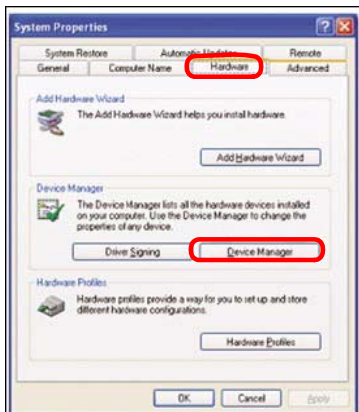 System Properties
System Restore Automatic Updates Remote
General Computer Name Hardware Advanced
Add Hardware Wizard
The Add Hardware Wizard helps you install hardware.
Add Hardware Wizard
Device Manager
The Device Manager lists all the hardware devices installed
on your computer. Use the Device Manager to change the
properties of any device.
Driver Signing Device Manager
Hardware Profiles
Hardware profiles provide a way for you to set up and store
different hardware configurations.
Hardware Profiles
OK Cancel Apply